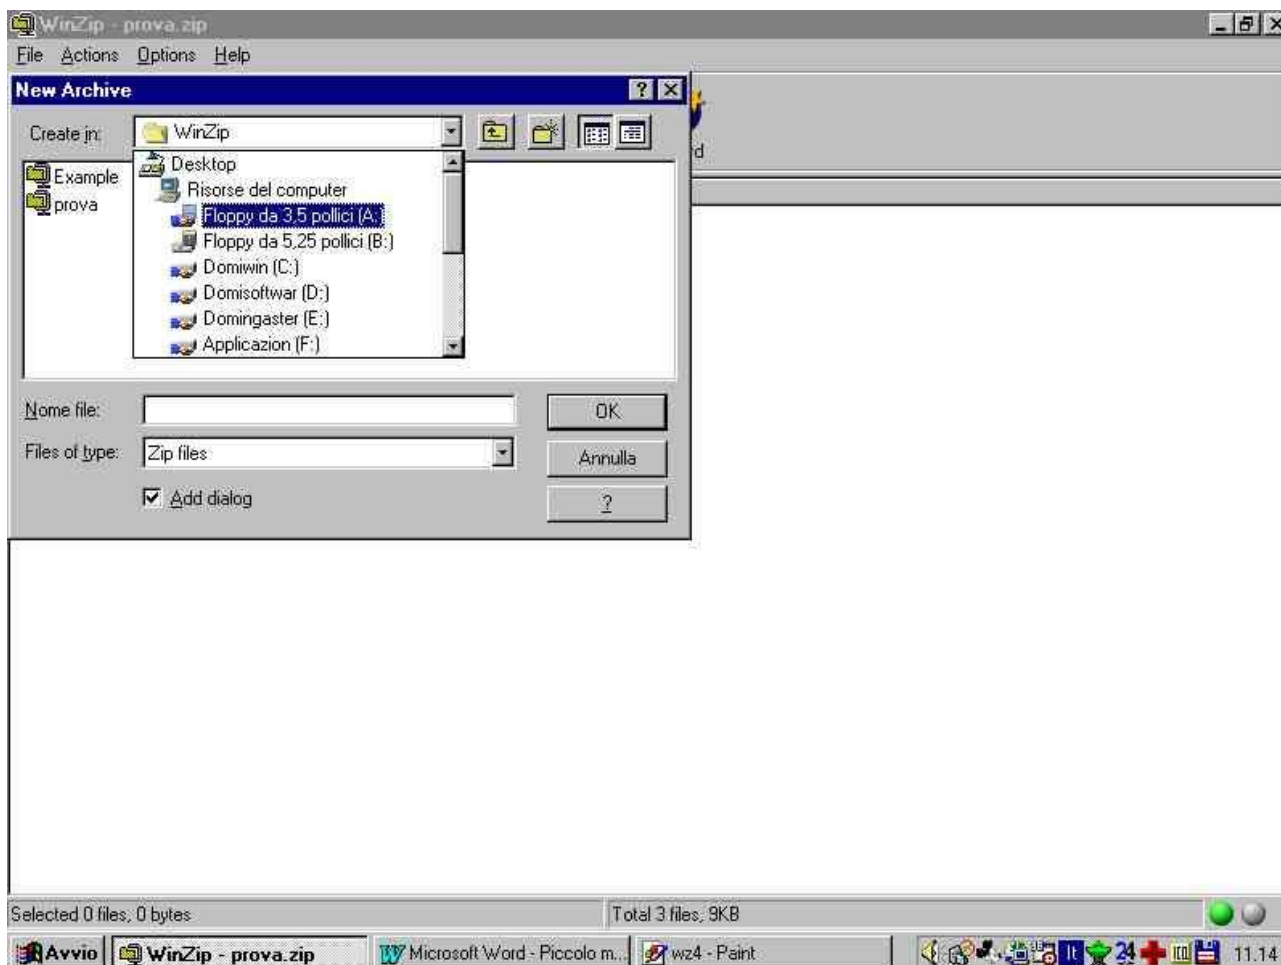 WinZip - prova.zip
File Actions Options Help
New Archive
Create in: WinZip
Example
prova
Desktop
Risorse del computer
Floppy da 3,5 pollici (A:)
Floppy da 5,25 pollici (B:)
Domiwin (C:)
Domisoftwar (D:)
Domingaster (E:)
Applicazion (F:)
rd
Nome file:
OK
Files of type: Zip files
Annulla
Add dialog
?
Selected 0 files, 0 bytes
Total 3 files, 9KB
Avvio
WinZip - prova.zip
Microsoft Word - Piccolo m...
wz4 - Paint
It
24
11.14